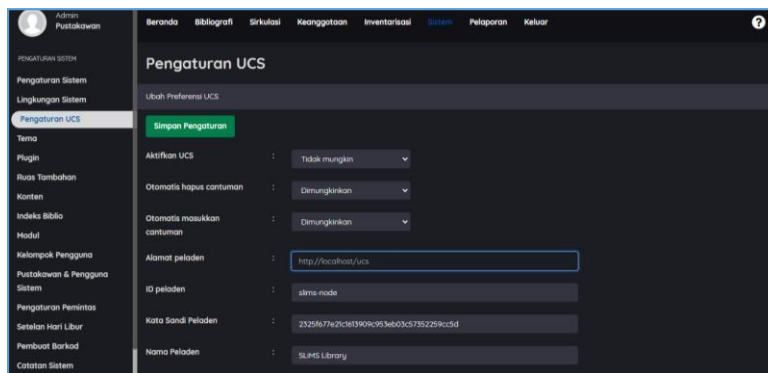 Admin
Pustakawan
Beranda Bibliografi Sirkulasi Keanggotaan Inventarisasi Sistem Pelaporan Keluar ?
PENGATURAN SISTEM
Pengaturan Sistem
Lingkungan Sistem
Pengaturan UCS
Tema
Plugin
Ruas Tambahan
Konten
Indeks Biblio
Modul
Kelompok Pengguna
Pustakawan & Pengguna
Sistem
Pengaturan Pemintas
Setelan Hari Libur
Pembuat Barkod
Catatan Sistem
Pengaturan UCS
Ubah Preferensi UCS
Simpan Pengaturan
Aktifkan UCS : Tidak mungkin
Otomatis hapus cantuman : Dimungkinkan
Otomatis masukkan : Dimungkinkan
cantuman
Alamat peladen : http://localhost/ucs
ID peladen : slims-node
Kata Sandi Peladen : 2325f677e21c1613909c953eb03c57352259cc5d
Nama Peladen : SLiMS Library